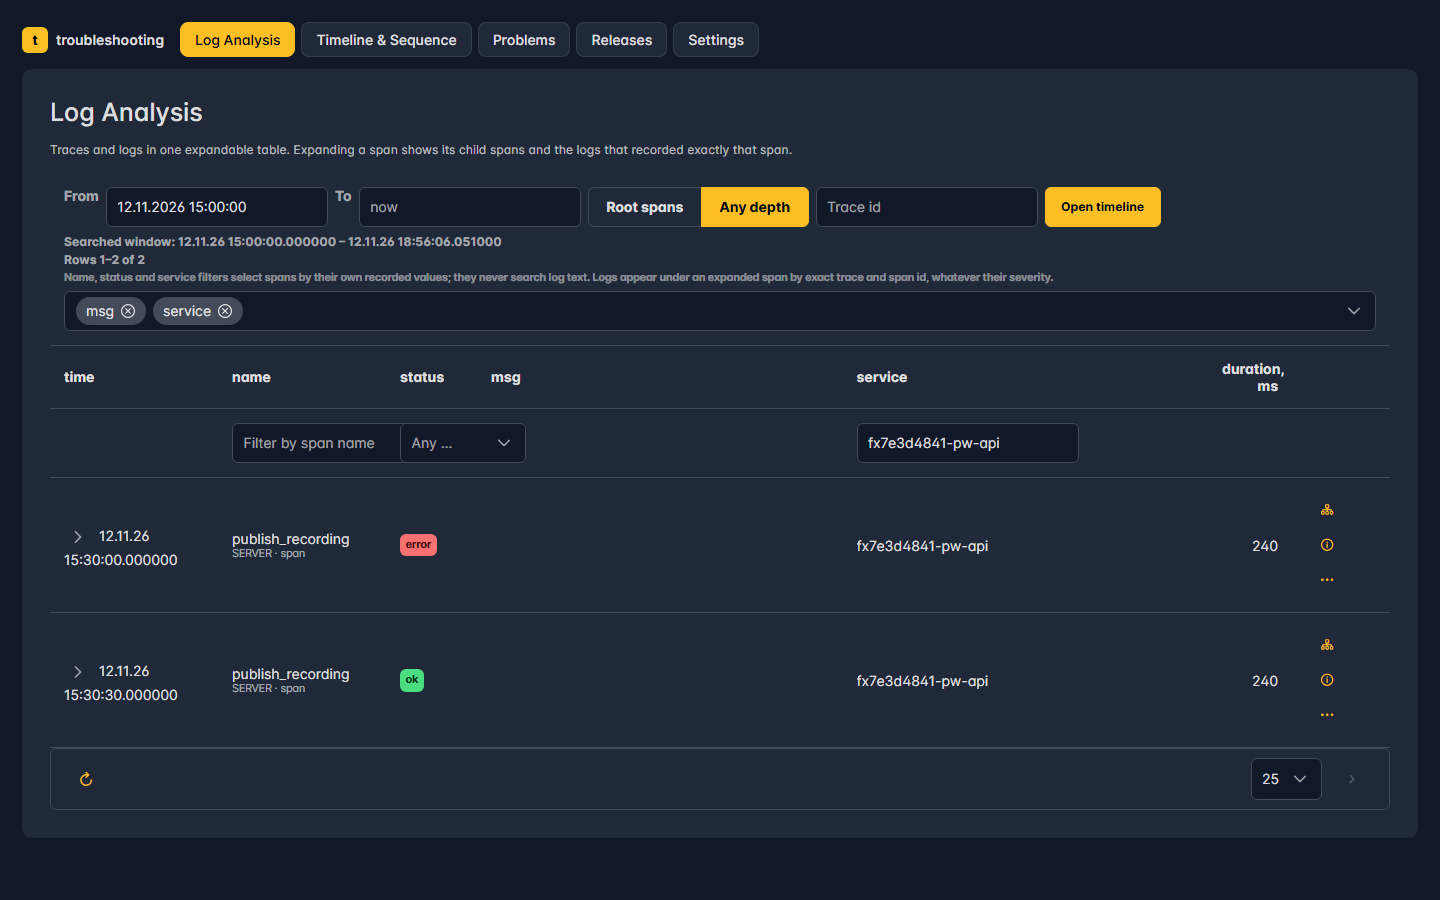 t troubleshooting Log Analysis Timeline & Sequence Problems Releases Settings
Log Analysis
Traces and logs in one expandable table. Expanding a span shows its child spans and the logs that recorded exactly that span.
From 12.11.2026 15:00:00 To now Root spans Any depth Trace id Open timeline
Searched window: 12.11.26 15:00:00.000000 – 12.11.26 18:56:06.051000
Rows 1–2 of 2
Name, status and service filters select spans by their own recorded values; they never search log text. Logs appear under an expanded span by exact trace and span id, whatever their severity.
msg service
time name status msg service duration, ms
Filter by span name Any ... fx7e3d4841-pw-api
12.11.26 15:30:00.000000 publish_recording error fx7e3d4841-pw-api 240
SERVER · span
12.11.26 15:30:30.000000 publish_recording ok fx7e3d4841-pw-api 240
SERVER · span
25